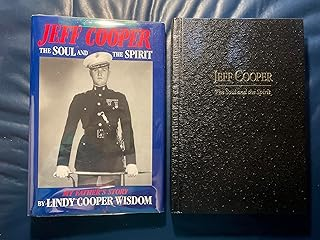 JEFF COOPER
THE SOUL AND THE SPIRIT
MY FATHER'S STORY
BY LINDY COOPER WISDOM
JEFF COOPER
The Soul and the Spirit